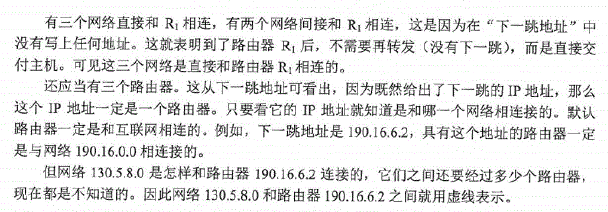 有三个网络直接和 R₁ 相连，有两个网络间接和 R₁ 相连，这是因为在“下一跳地址”中
没有写上任何地址。这就表明到了路由器 R₁ 后，不需要再转发（没有下一跳），而是直接交
付主机。可见这三个网络是直接和路由器 R₁ 相连的。
还应当有三个路由器。这从下一跳地址可看出，因为既然给出了下一跳的 IP 地址，那么
这个 IP 地址一定是一个路由器。只要看它的 IP 地址就知道是和哪一个网络相连接的。默认
路由器一定是和互联网相连的。例如，下一跳地址是 190.16.6.2，具有这个地址的路由器一定
是与网络 190.16.0.0 相连接的。
但网络 130.5.8.0 是怎样和路由器 190.16.6.2 连接的，它们之间还要经过多少个路由器，
现在都是不知道的。因此网络 130.5.8.0 和路由器 190.16.6.2 之间就用虚线表示。